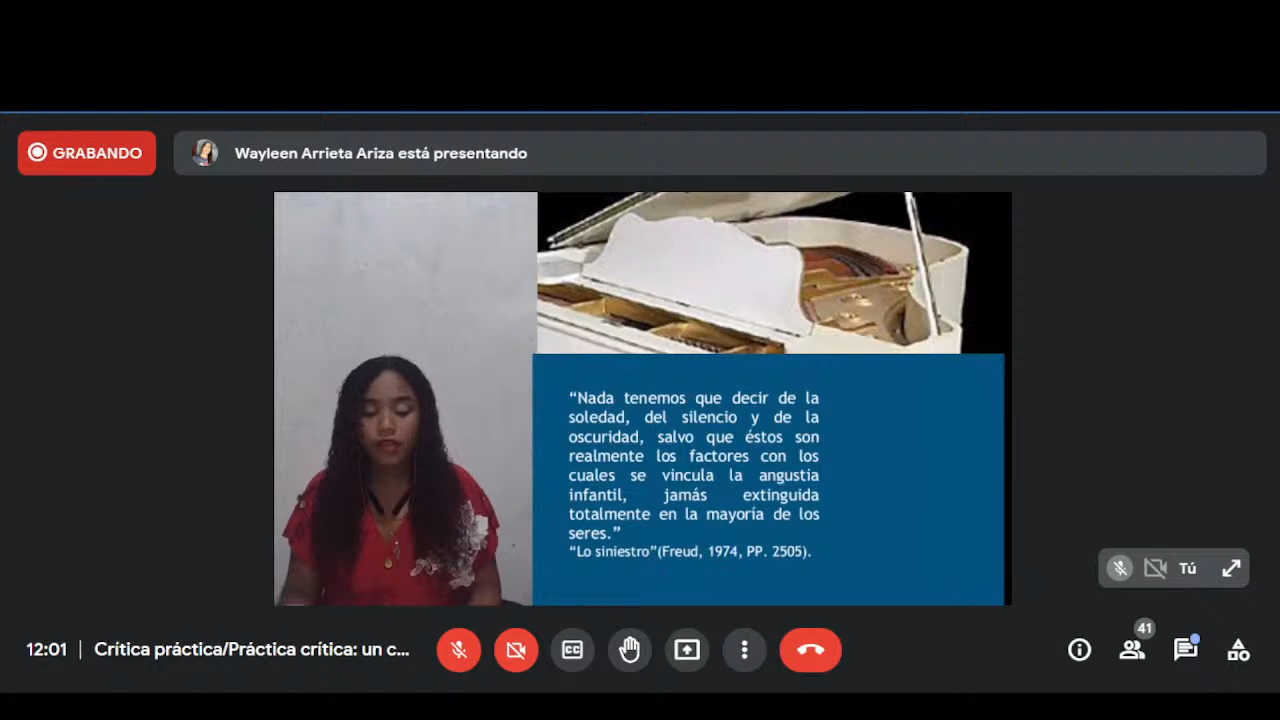 GRABANDO
Wayleen Arrieta Ariza está presentando
“Nada tenemos que decir de la
soledad, del silencio y de la
oscuridad, salvo que éstos son
realmente los factores con los
cuales se vincula la angustia
infantil, jamás extinguida
totalmente en la mayoría de los
seres.”
“Lo siniestro”(Freud, 1974, PP. 2505).
Tú
12:01 | Crítica práctica/Práctica crítica: un c...
CC
41